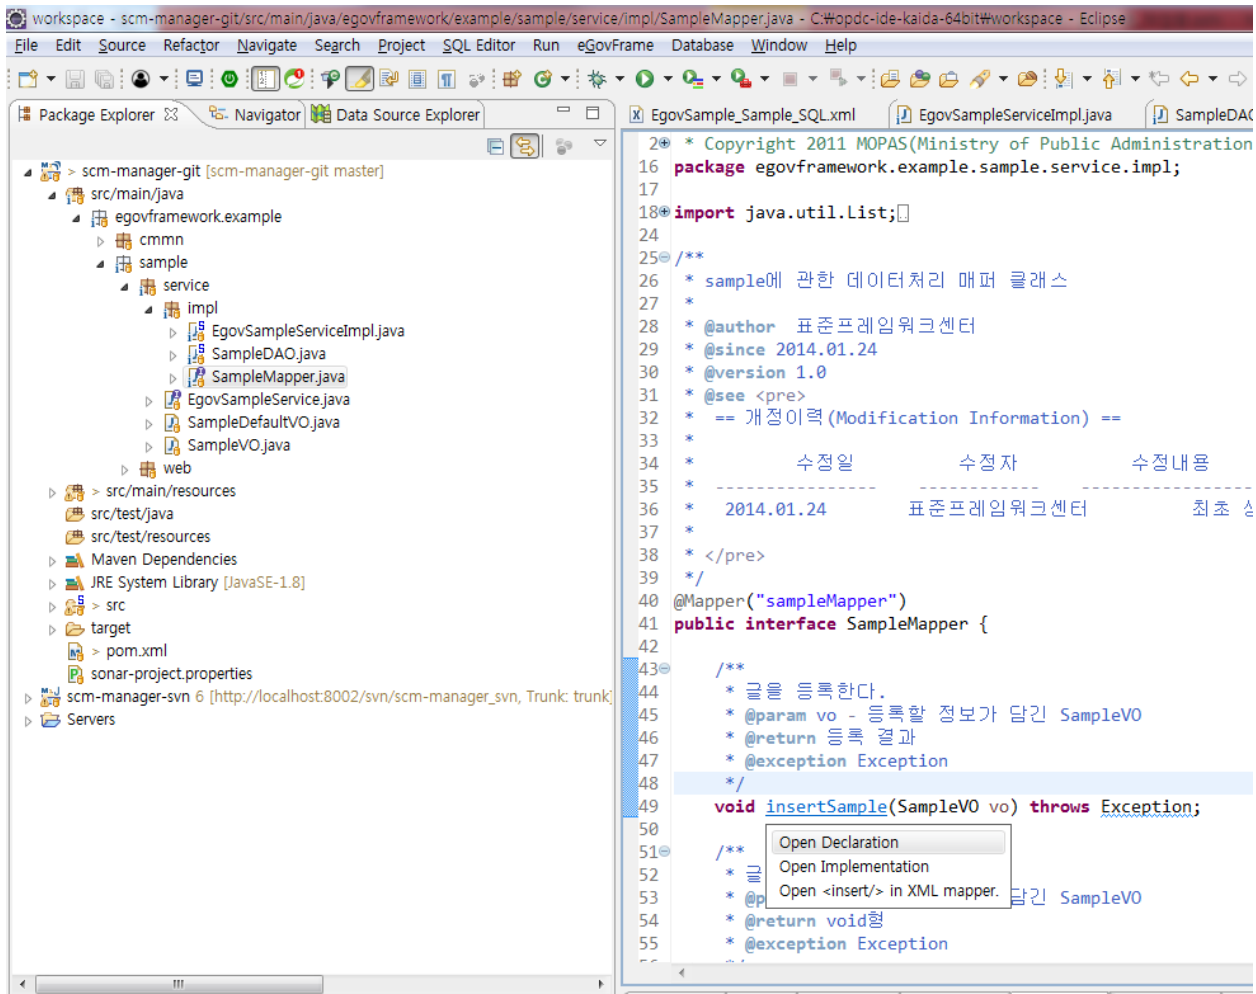 workspace - scm-manager-git/src/main/java/egovframework/example/sample/service/impl/SampleMapper.java - C:₩opdc-ide-kaida-64bit₩workspace - Eclipse
File Edit Source Refactor Navigate Search Project SQL Editor Run eGovFrame Database Window Help
Package Explorer Navigator Data Source Explorer
> scm-manager-git [scm-manager-git master]
src/main/java
egovframework.example
cmmn
sample
service
impl
EgovSampleServiceImpl.java
SampleDAO.java
SampleMapper.java
EgovSampleService.java
SampleDefaultVO.java
SampleVO.java
web
> src/main/resources
src/test/java
src/test/resources
Maven Dependencies
JRE System Library [JavaSE-1.8]
> src
target
> pom.xml
sonar-project.properties
scm-manager-svn 6 [http://localhost:8002/svn/scm-manager_svn, Trunk: trunk]
Servers
EgovSample_Sample_SQL.xml EgovSampleServiceImpl.java SampleDAO
2 * Copyright 2011 MOPAS(Ministry of Public Administration
16 package egovframework.example.sample.service.impl;
17
18 import java.util.List;
24
25 /**
26 * sample에 관한 데이터처리 매퍼 클래스
27 *
28 * @author 표준프레임워크센터
29 * @since 2014.01.24
30 * @version 1.0
31 * @see <pre>
32 * == 개정이력(Modification Information) ==
33 *
34 * 수정일 수정자 수정내용
35 * ---------------- ------------ -----------------
36 * 2014.01.24 표준프레임워크센터 최초
37 *
38 * </pre>
39 */
40 @Mapper("sampleMapper")
41 public interface SampleMapper {
42
43 /**
44 * 글을 등록한다.
45 * @param vo - 등록할 정보가 담긴 SampleVO
46 * @return 등록 결과
47 * @exception Exception
48 */
49 void insertSample(SampleVO vo) throws Exception;
50
51 /**
52 * 글
53 * @p 담긴 SampleVO
54 * @return void형
55 * @exception Exception
Open Declaration
Open Implementation
Open <insert/> in XML mapper.